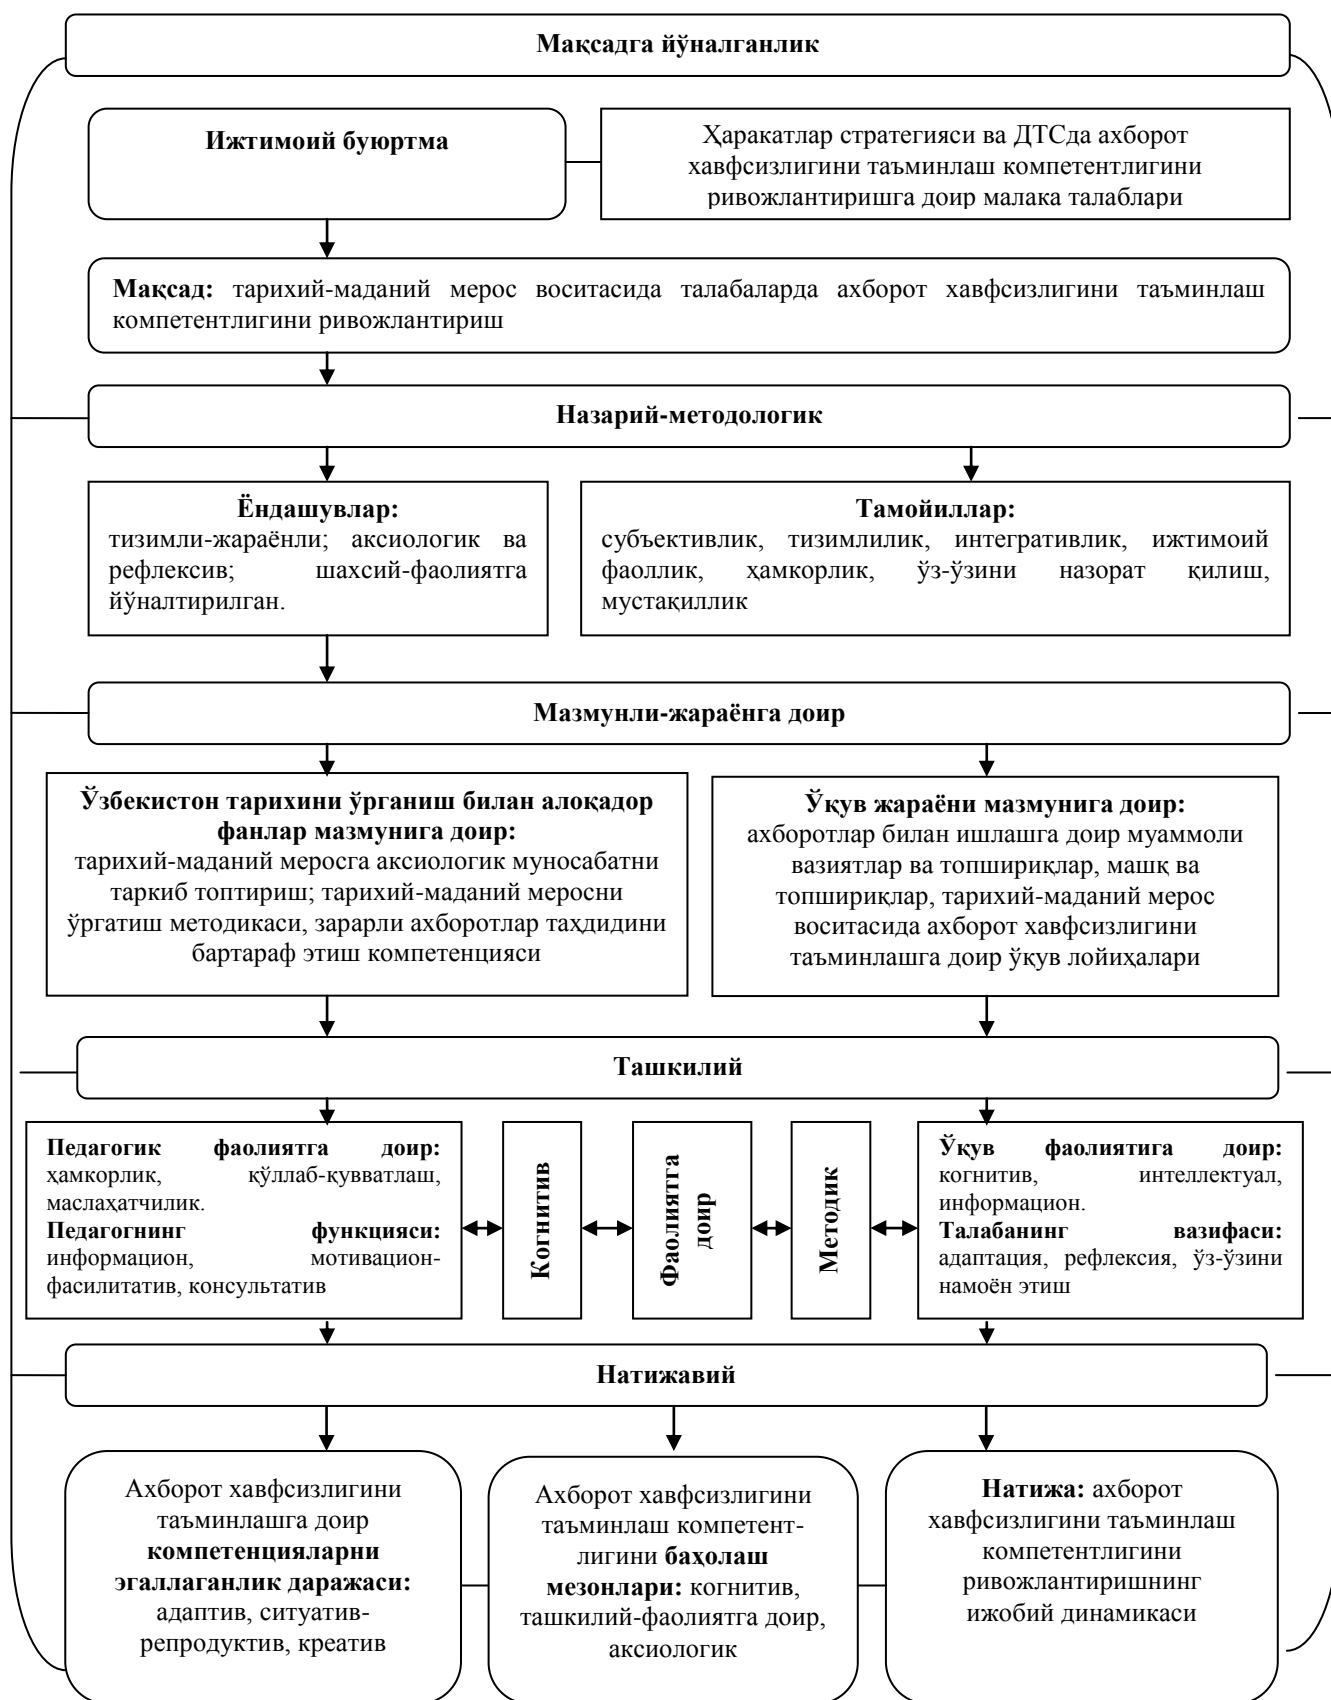 Мақсадга йўналганлик
Ижтимоий буюртма
Ҳаракатлар стратегияси ва ДТСда ахборот
хавфсизлигини таъминлаш компетентлигини
ривожлантиришга доир малака талаблари
Мақсад: тарихий-маданий мерос воситасида талабаларда ахборот хавфсизлигини таъминлаш
компетентлигини ривожлантириш
Назарий-методологик
Ёндашувлар:
тизимли-жараёнли; аксиологик ва
рефлексив; шахсий-фаолиятга
йўналтирилган.
Тамойиллар:
субъективлик, тизимлилик, интегративлик, ижтимоий
фаоллик, ҳамкорлик, ўз-ўзини назорат қилиш,
мустақиллик
Мазмунли-жараёнга доир
Ўзбекистон тарихини ўрганиш билан алоқадор
фанлар мазмунига доир:
тарихий-маданий меросга аксиологик муносабатни
таркиб топтириш; тарихий-маданий меросни
ўргатиш методикаси, зарарли ахборотлар таҳдидини
бартараф этиш компетенцияси
Ўқув жараёни мазмунига доир:
ахборотлар билан ишлашга доир муаммоли
вазиятлар ва топшириқлар, машқ ва
топшириқлар, тарихий-маданий мерос
воситасида ахборот хавфсизлигини
таъминлашга доир ўқув лойиҳалари
Ташкилий
Педагогик фаолиятга доир:
ҳамкорлик, қўллаб-қувватлаш,
маслаҳатчилик.
Педагогнинг функцияси:
информацион, мотивацион-
фасилитатив, консультатив
Когнитив
Фаолиятга
доир
Методик
Ўқув фаолиятига доир:
когнитив, интеллектуал,
информацион.
Талабанинг вазифаси:
адаптация, рефлексия, ўз-ўзини
намоён этиш
Натижавий
Ахборот хавфсизлигини
таъминлашга доир
компетенцияларни
эгаллаганлик даражаси:
адаптив, ситуатив-
репродуктив, креатив
Ахборот хавфсизлигини
таъминлаш компетент-
лигини баҳолаш
мезонлари: когнитив,
ташкилий-фаолиятга доир,
аксиологик
Натижа: ахборот
хавфсизлигини таъминлаш
компетентлигини
ривожлантиришнинг
ижобий динамикаси